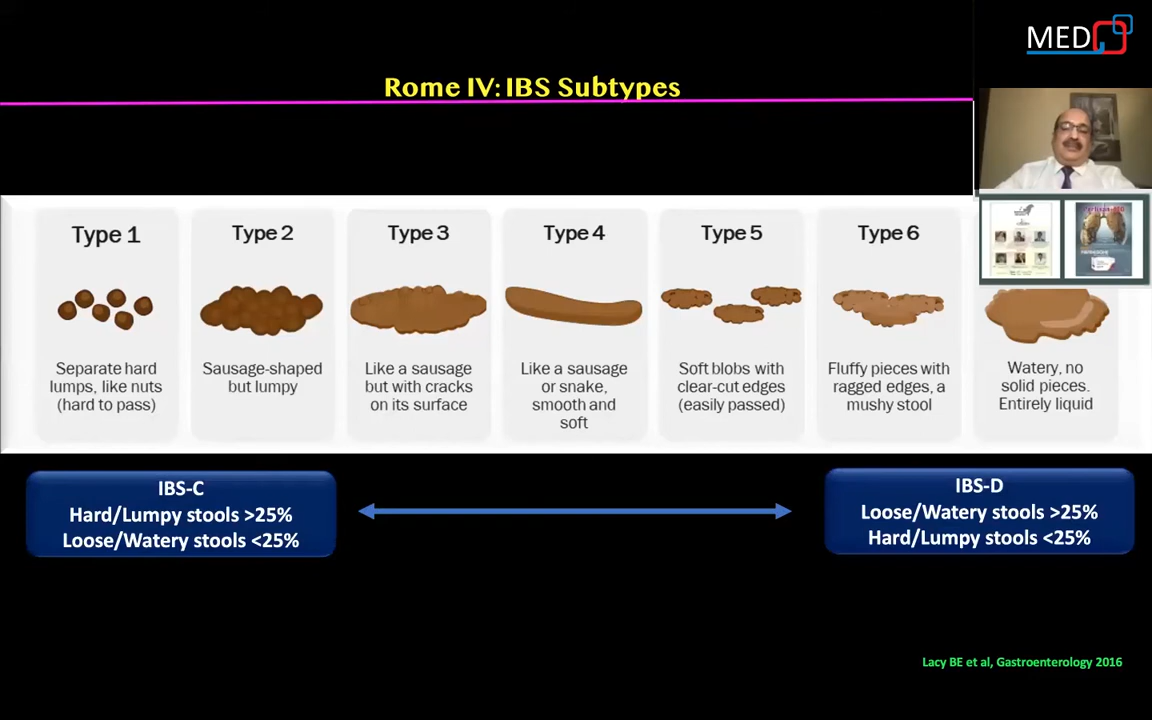 MED
Rome IV: IBS Subtypes
Type 1
Separate hard
lumps, like nuts
(hard to pass)
Type 2
Sausage-shaped
but lumpy
Type 3
Like a sausage
but with cracks
on its surface
Type 4
Like a sausage
or snake,
smooth and
soft
Type 5
Soft blobs with
clear-cut edges
(easily passed)
Type 6
Fluffy pieces with
ragged edges, a
mushy stool
Watery, no
solid pieces.
Entirely liquid
IBS-C
Hard/Lumpy stools >25%
Loose/Watery stools <25%
IBS-D
Loose/Watery stools >25%
Hard/Lumpy stools <25%
Lacy BE et al, Gastroenterology 2016